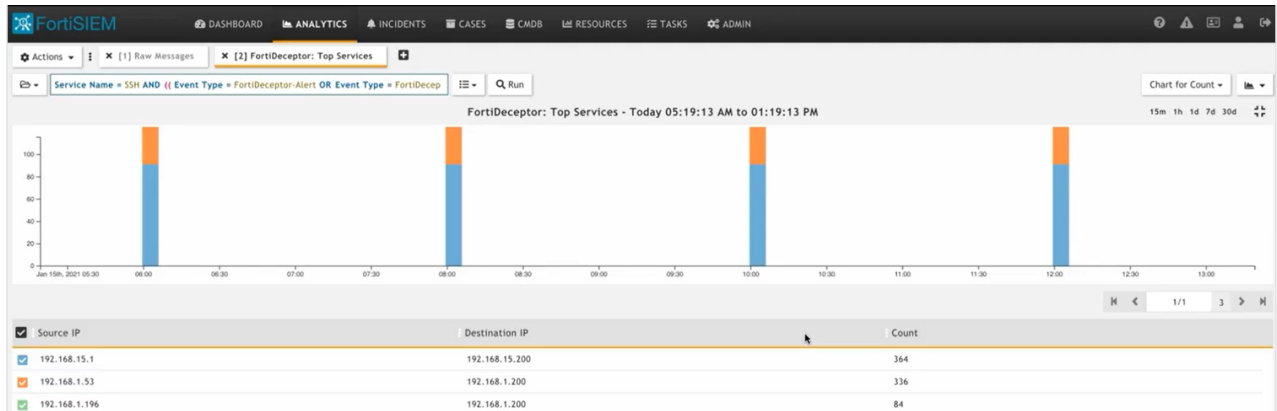 FortiSIEM DASHBOARD ANALYTICS INCIDENTS CASES CMDB RESOURCES TASKS ADMIN
Actions [1] Raw Messages [2] FortiDeceptor: Top Services
Service Name = SSH AND (( Event Type = FortiDeceptor-Alert OR Event Type = FortiDecep Run Chart for Count
FortiDeceptor: Top Services - Today 05:19:13 AM to 01:19:13 PM 15m 1h 1d 7d 30d
100
80
60
40
20
0
Jan 15th, 2021 05:30 06:00 06:30 07:00 07:30 08:00 08:30 09:00 09:30 10:00 10:30 11:00 11:30 12:00 12:30 13:00
1/1 3
Source IP Destination IP Count
192.168.15.1 192.168.15.200 364
192.168.1.53 192.168.1.200 336
192.168.1.196 192.168.1.200 84